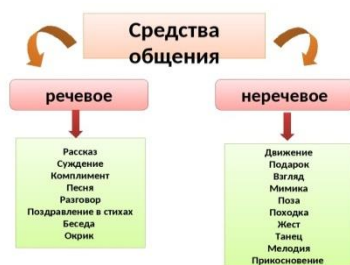 Средства
общения
речевое
неречевое
Рассказ
Суждение
Комплимент
Песня
Разговор
Поздравление в стихах
Беседа
Окрик
Движение
Подарок
Взгляд
Мимика
Поза
Походка
Жест
Танец
Мелодия
Прикосновение